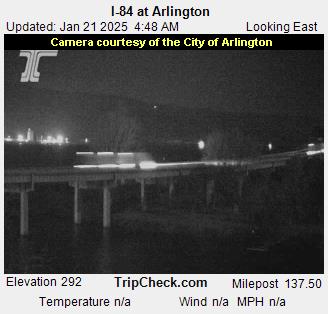 I-84 at Arlington
Updated: Jan 21 2025 4:48 AM Looking East
Camera courtesy of the City of Arlington
Elevation 292 TripCheck.com Milepost 137.50
Temperature n/a Wind n/a MPH n/a